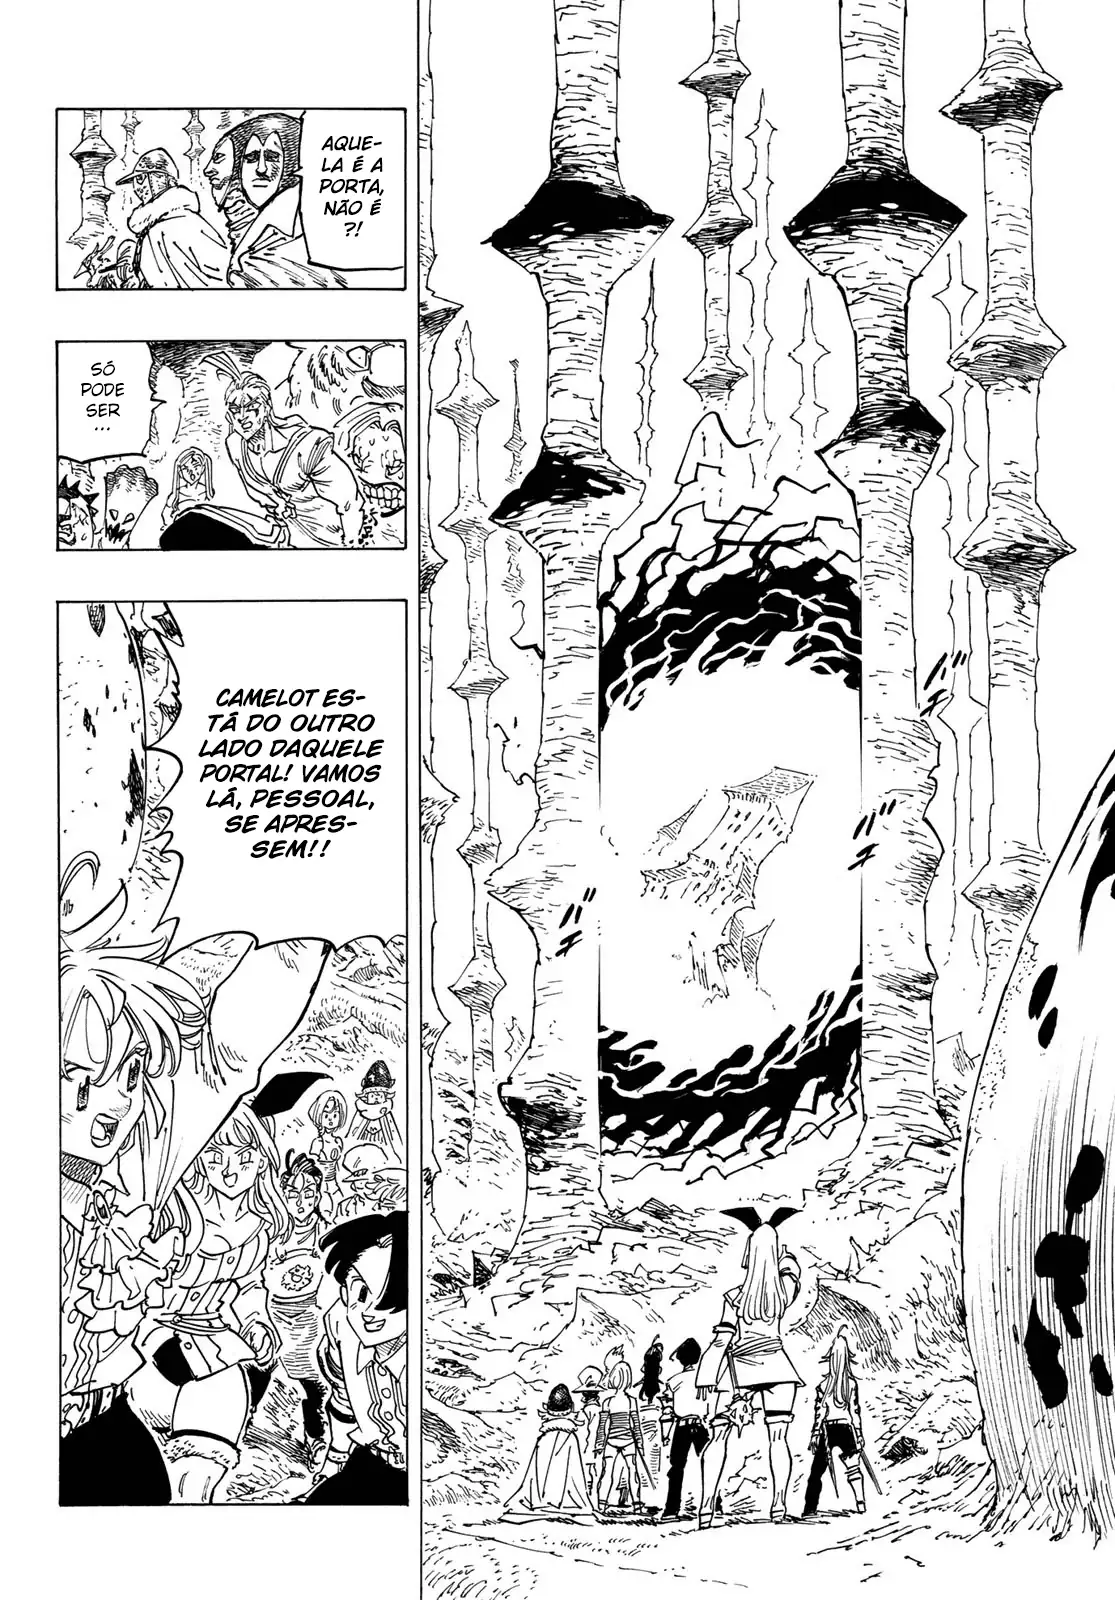 AQUE-
LA É A
PORTA,
NÃO É
?!
SÓ
PODE
SER
...
CAMELOT ES-
TÁ DO OUTRO
LADO DAQUELE
PORTAL! VAMOS
LÁ, PESSOAL,
SE APRES-
SEM!!